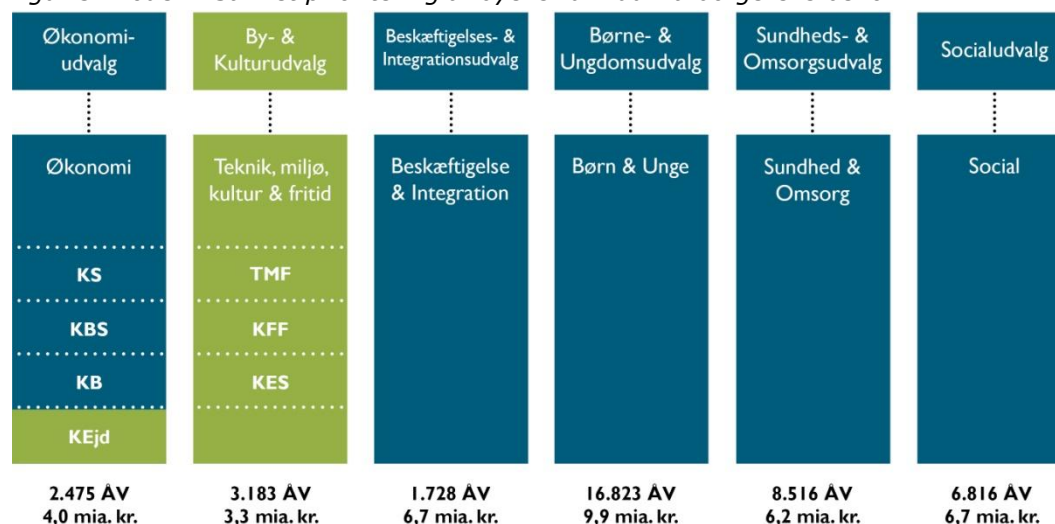 Økonomi-
udvalg
By- &
Kulturudvalg
Beskæftigelses- &
Integrationsudvalg
Børne- &
Ungdomsudvalg
Sundheds- &
Omsorgsudvalg
Socialudvalg
Økonomi
KS
KBS
KB
KEjd
Teknik, miljø,
kultur & fritid
TMF
KFF
KES
Beskæftigelse
& Integration
Børn & Unge
Sundhed &
Omsorg
Social
2.475 ÅV
4,0 mia. kr.
3.183 ÅV
3,3 mia. kr.
1.728 ÅV
6,7 mia. kr.
16.823 ÅV
9,9 mia. kr.
8.516 ÅV
6,2 mia. kr.
6.816 ÅV
6,7 mia. kr.